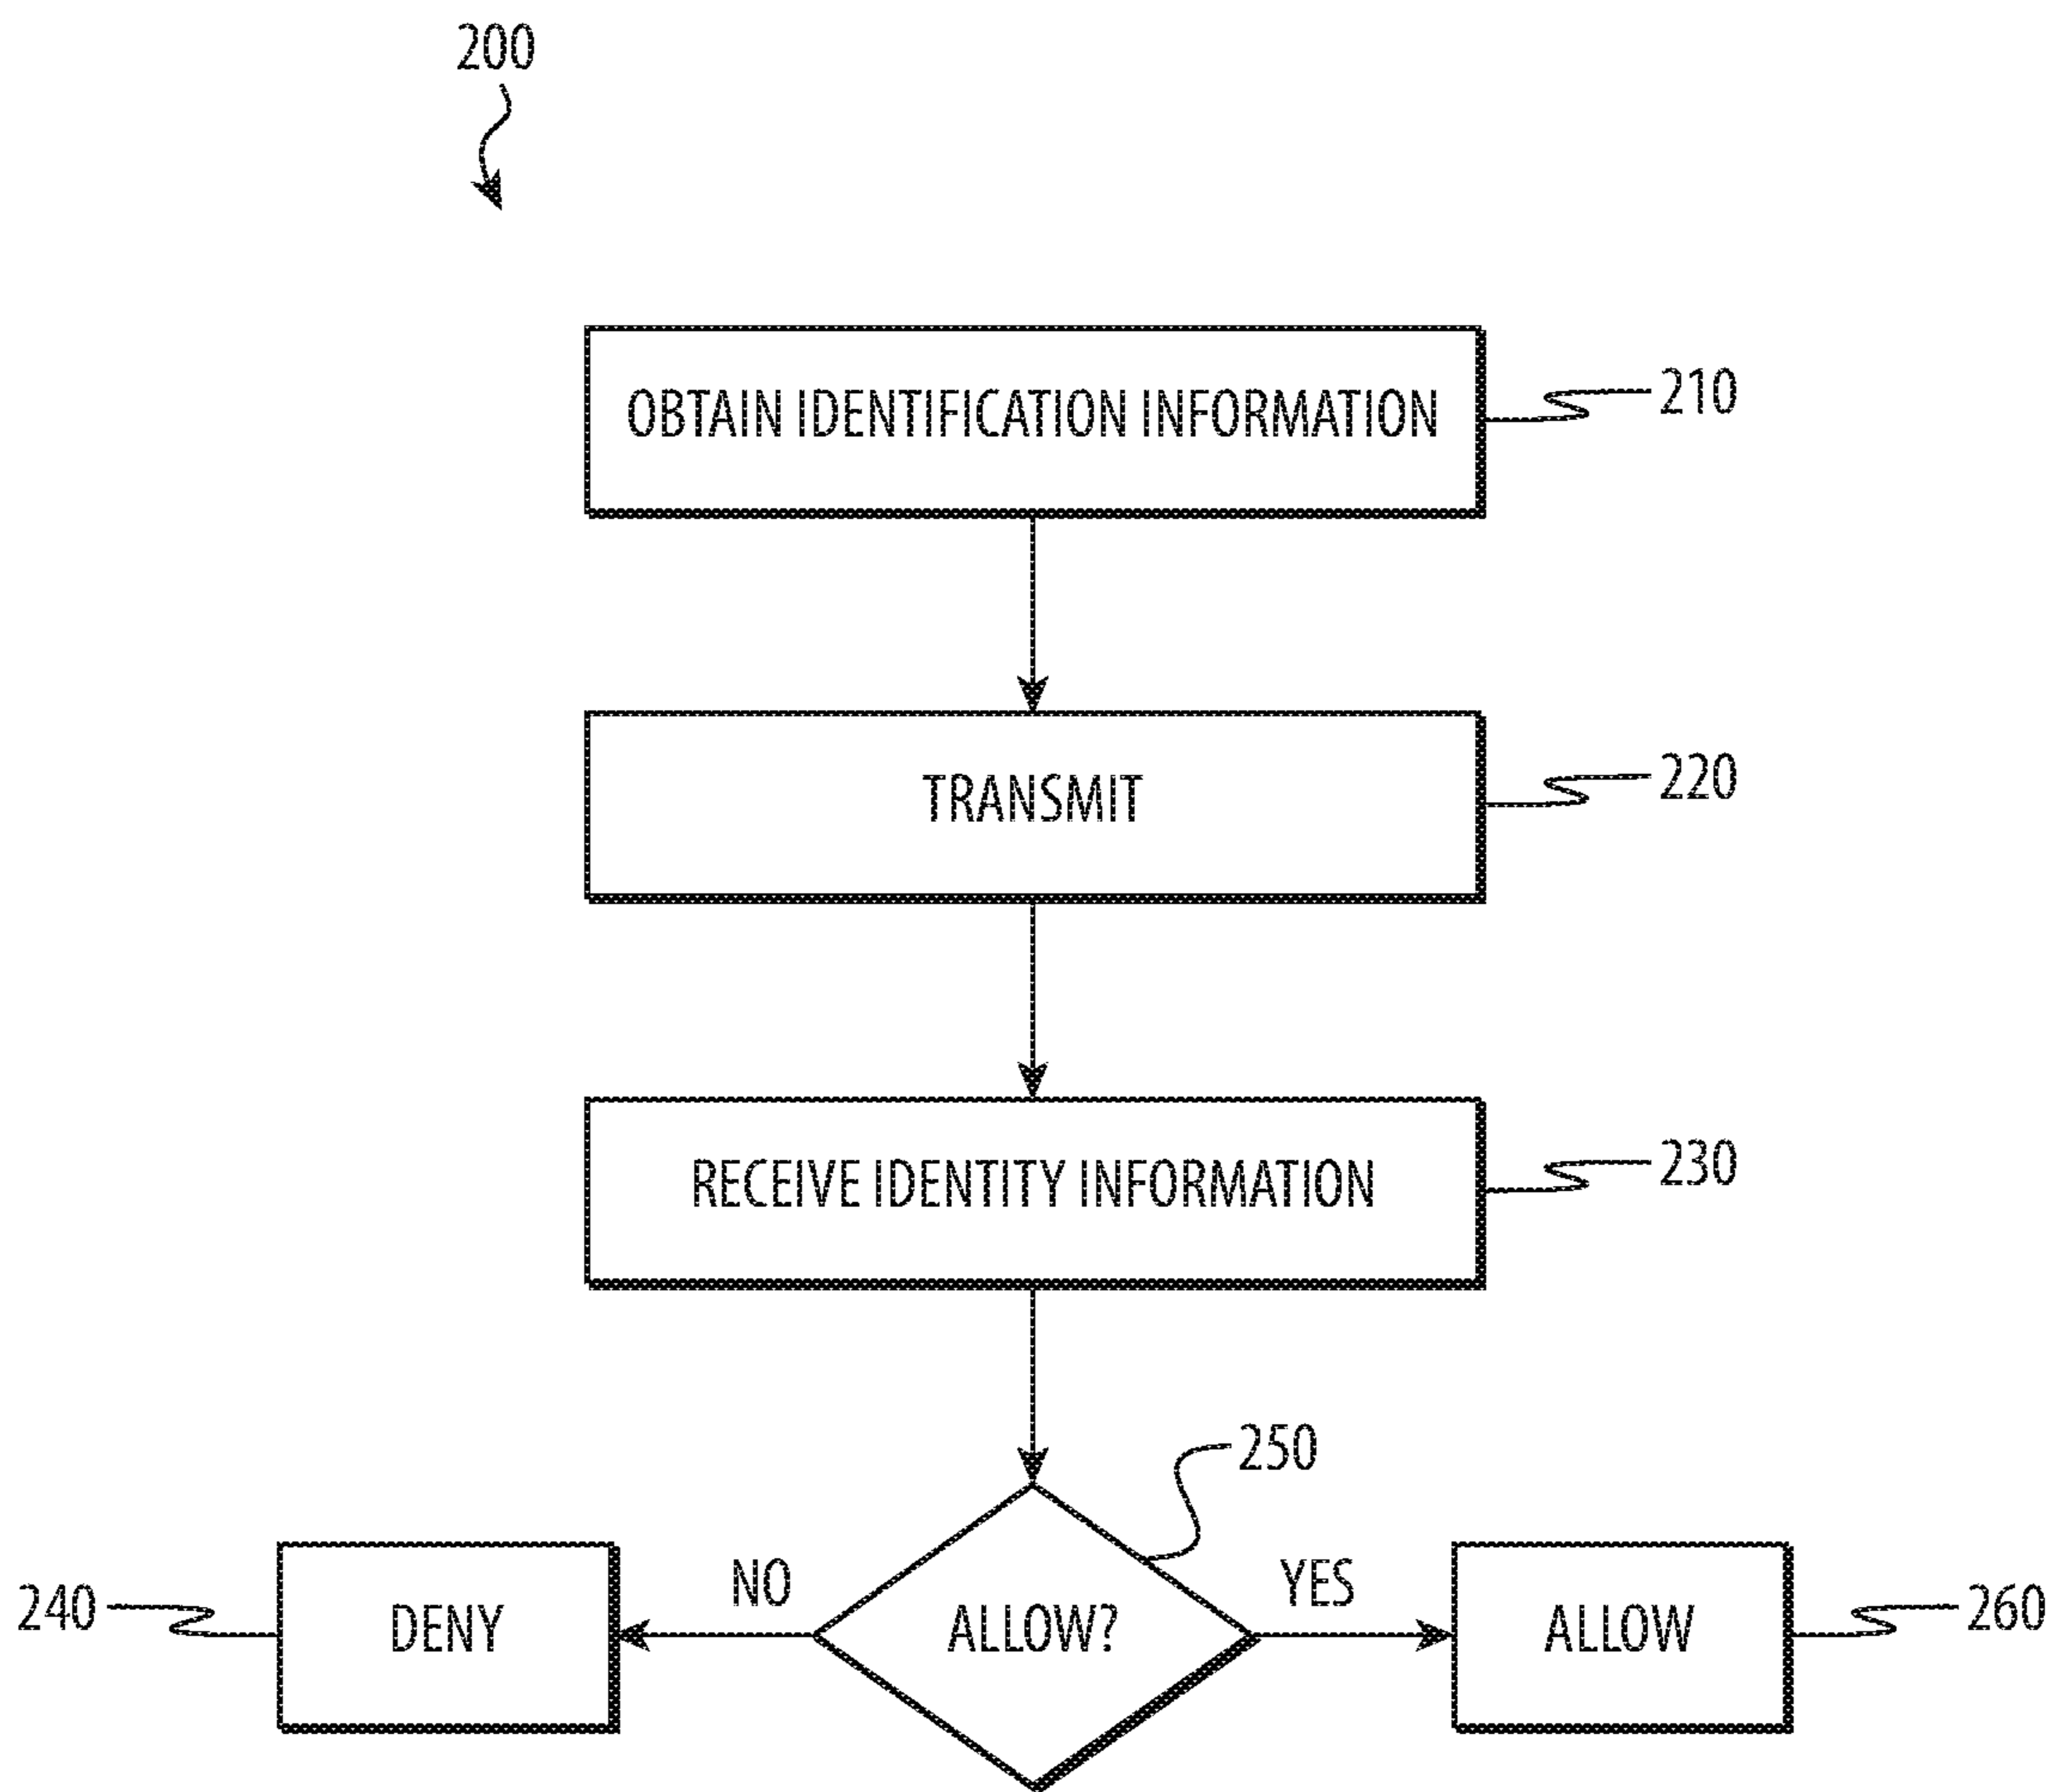 200
OBTAIN IDENTIFICATION INFORMATION
210
TRANSMIT
220
RECEIVE IDENTITY INFORMATION
230
250
240
DENY
NO
ALLOW?
YES
ALLOW
260